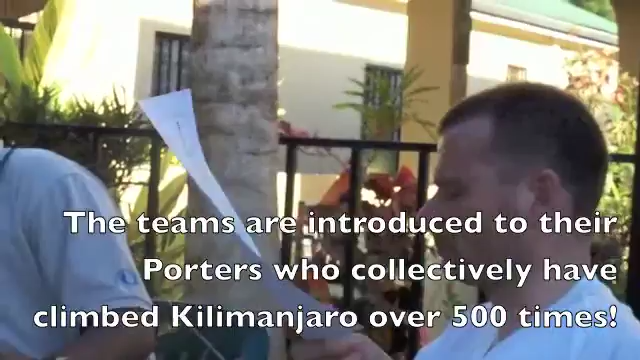 The teams are introduced to their
Porters who collectively have
climbed Kilimanjaro over 500 times!